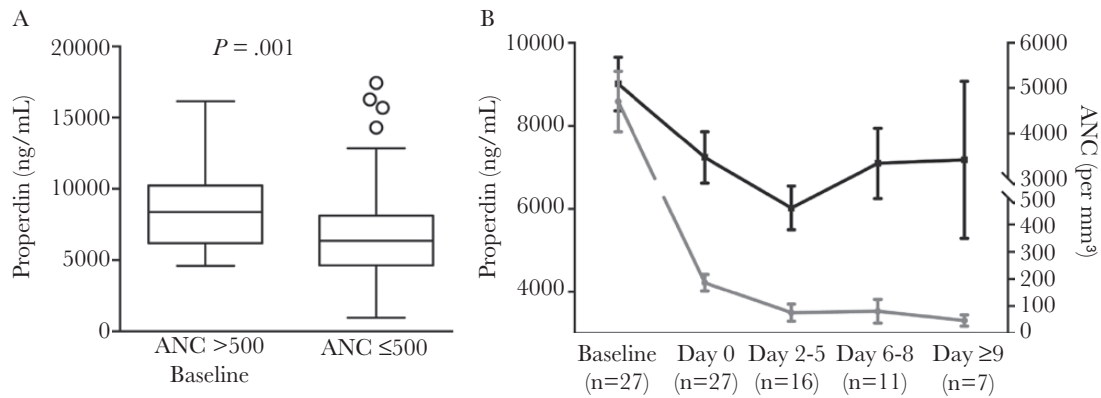 A
P = .001
Properdin (ng/mL)
20000
15000
10000
5000
0
ANC >500
Baseline
ANC ≤500
B
Properdin (ng/mL)
10000
8000
6000
4000
6000
5000
4000
3000
500
400
300
200
100
0
ANC (per mm³)
Baseline Day 0 Day 2-5 Day 6-8 Day ≥9
(n=27) (n=27) (n=16) (n=11) (n=7)